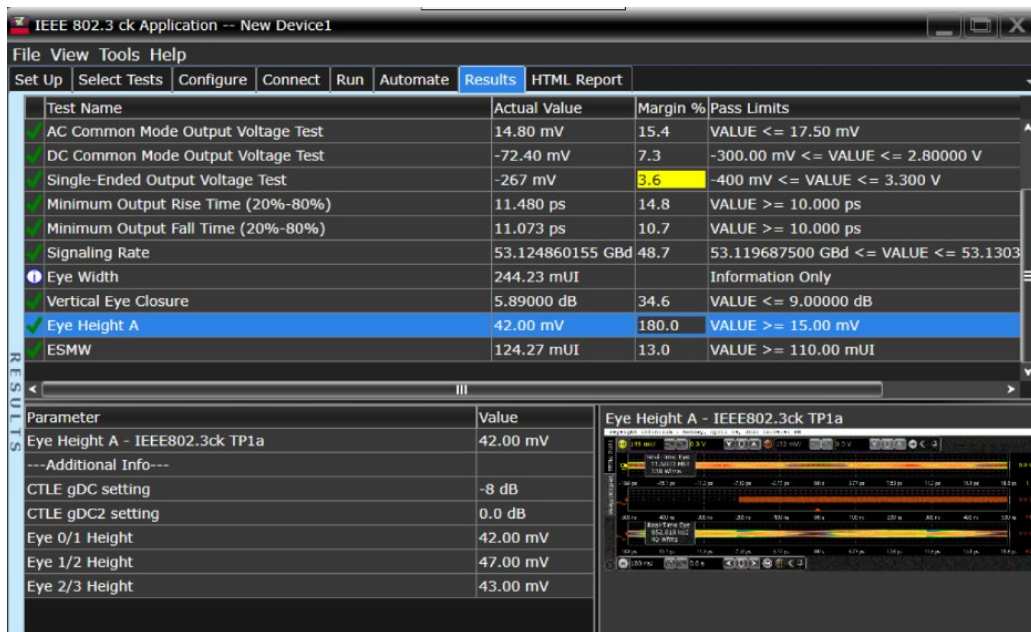 IEEE 802.3 ck Application -- New Device1
File View Tools Help
Set Up Select Tests Configure Connect Run Automate Results HTML Report
Test Name Actual Value Margin % Pass Limits
AC Common Mode Output Voltage Test 14.80 mV 15.4 VALUE <= 17.50 mV
DC Common Mode Output Voltage Test -72.40 mV 7.3 -300.00 mV <= VALUE <= 2.80000 V
Single-Ended Output Voltage Test -267 mV 3.6 -400 mV <= VALUE <= 3.300 V
Minimum Output Rise Time (20%-80%) 11.480 ps 14.8 VALUE >= 10.000 ps
Minimum Output Fall Time (20%-80%) 11.073 ps 10.7 VALUE >= 10.000 ps
Signaling Rate 53.124860155 GBd 48.7 53.119687500 GBd <= VALUE <= 53.1303
Eye Width 244.23 mUI Information Only
Vertical Eye Closure 5.89000 dB 34.6 VALUE <= 9.00000 dB
Eye Height A 42.00 mV 180.0 VALUE >= 15.00 mV
ESMW 124.27 mUI 13.0 VALUE >= 110.00 mUI
RESULTS
Parameter Value Eye Height A - IEEE802.3ck TP1a
Eye Height A - IEEE802.3ck TP1a 42.00 mV
---Additional Info---
CTLE gDC setting -8 dB
CTLE gDC2 setting 0.0 dB
Eye 0/1 Height 42.00 mV
Eye 1/2 Height 47.00 mV
Eye 2/3 Height 43.00 mV
Real-Time Eye